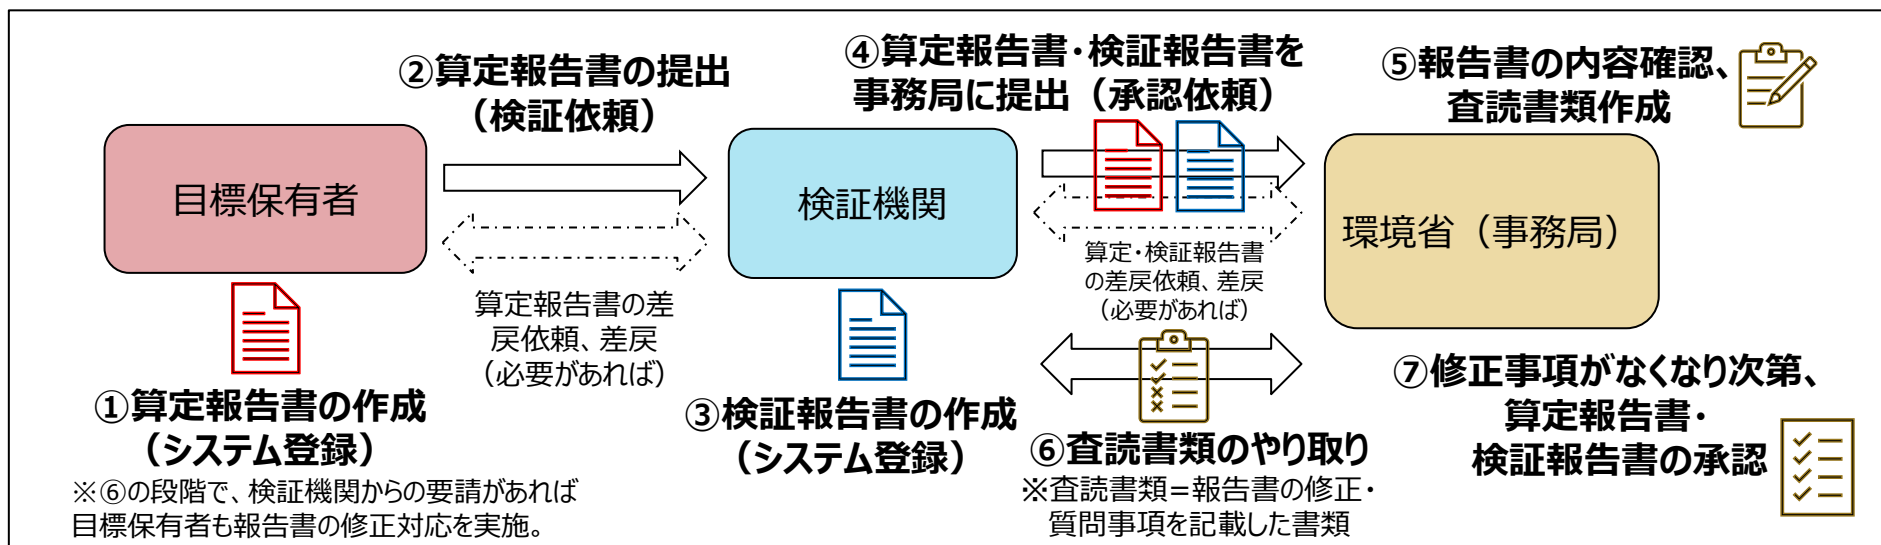 ②算定報告書の提出
（検証依頼）
④算定報告書・検証報告書を
事務局に提出（承認依頼）
⑤報告書の内容確認、
査読書類作成
目標保有者
検証機関
環境省（事務局）
算定報告書の差
戻依頼、差戻
（必要があれば）
算定・検証報告書
の差戻依頼、差戻
（必要があれば）
①算定報告書の作成
（システム登録）
※⑥の段階で、検証機関からの要請があれば
目標保有者も報告書の修正対応を実施。
③検証報告書の作成
（システム登録）
⑥査読書類のやり取り
※査読書類＝報告書の修正・
質問事項を記載した書類
⑦修正事項がなくなり次第、
算定報告書・
検証報告書の承認